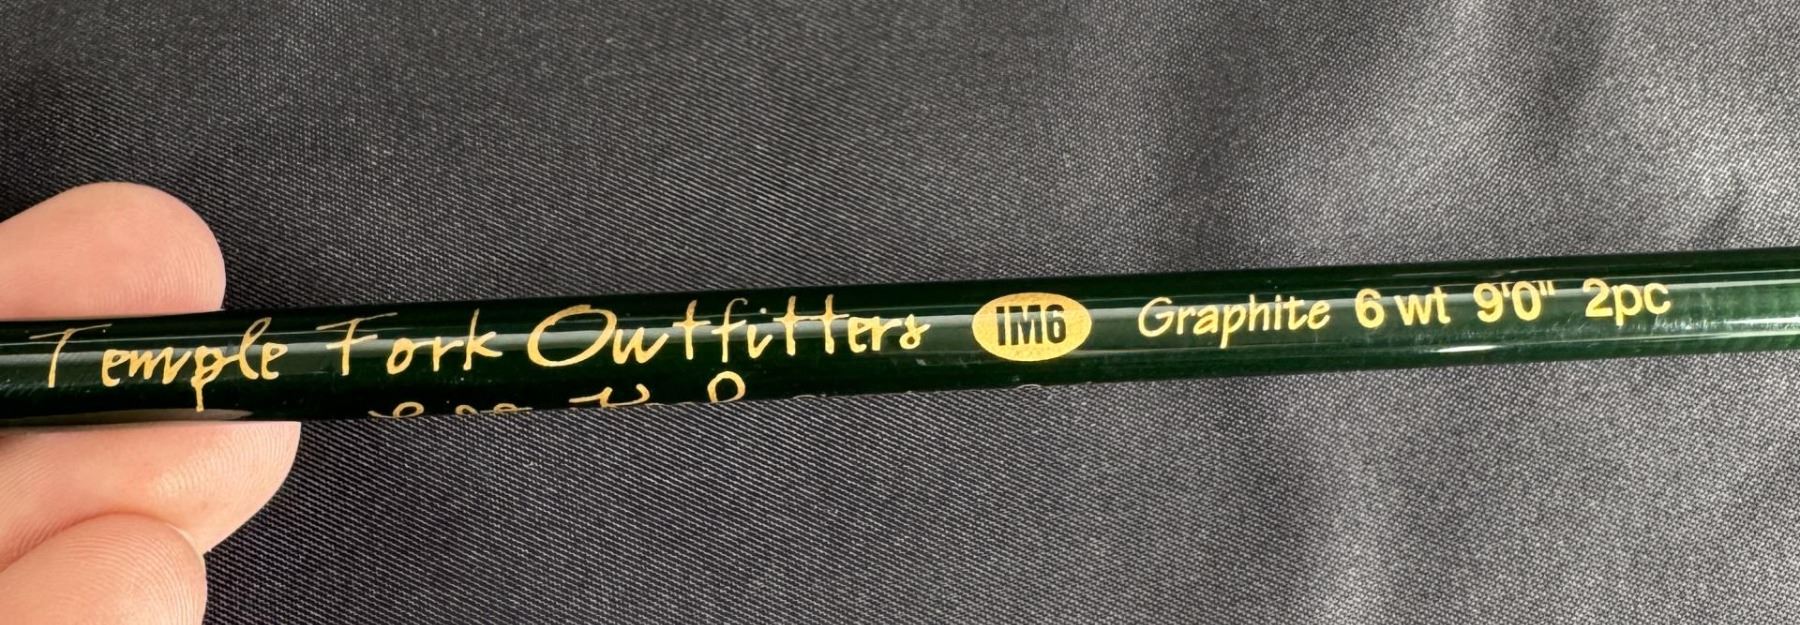 Temple Fork Outfitters IM6 Graphite 6 wt 9'0" 2pc